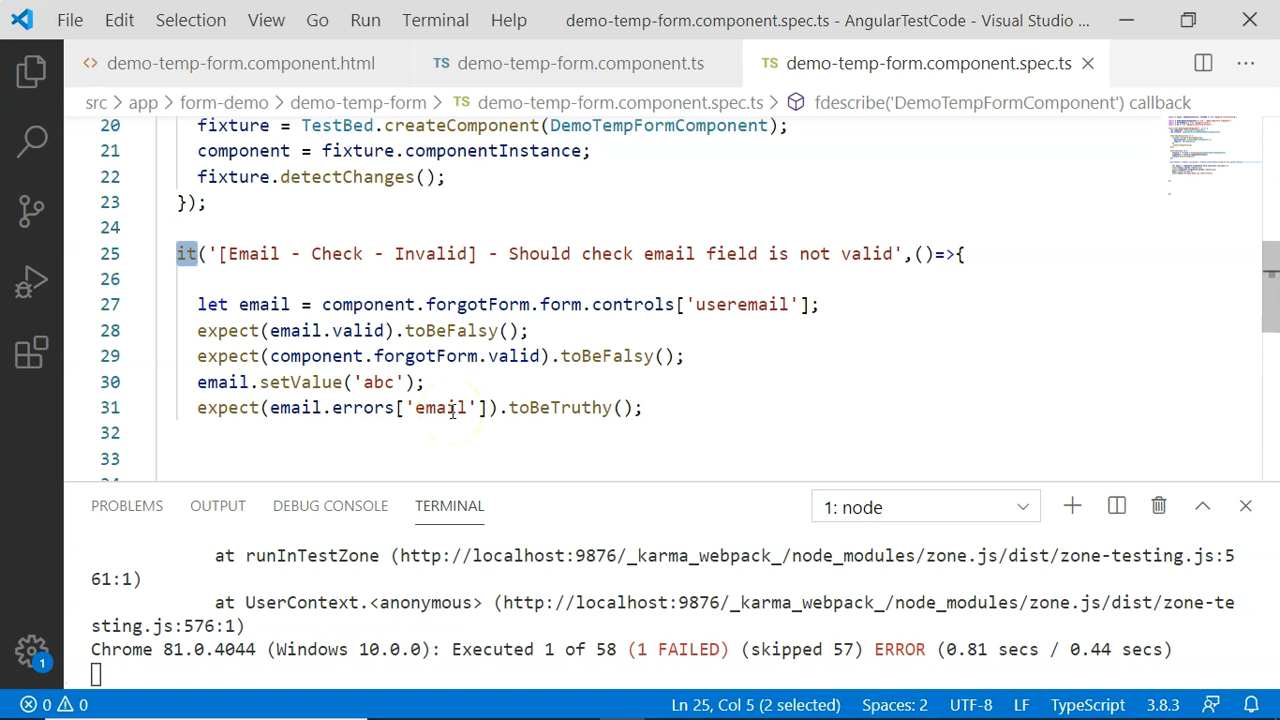 File Edit Selection View Go Run Terminal Help demo-temp-form.component.spec.ts - AngularTestCode - Visual Studio ...
<> demo-temp-form.component.html TS demo-temp-form.component.ts TS demo-temp-form.component.spec.ts
src > app > form-demo > demo-temp-form > TS demo-temp-form.component.spec.ts > fdescribe('DemoTempFormComponent') callback
20 fixture = TestBed.createComponent(DemoTempFormComponent);
21 component = fixture.componentInstance;
22 fixture.detectChanges();
23 });
24
25 it('[Email - Check - Invalid] - Should check email field is not valid',()=>{
26
27 let email = component.forgotForm.form.controls['useremail'];
28 expect(email.valid).toBeFalsy();
29 expect(component.forgotForm.valid).toBeFalsy();
30 email.setValue('abc');
31 expect(email.errors['email']).toBeTruthy();
32
33
PROBLEMS OUTPUT DEBUG CONSOLE TERMINAL 1: node
at runInTestZone (http://localhost:9876/_karma_webpack_/node_modules/zone.js/dist/zone-testing.js:5
61:1)
at UserContext.<anonymous> (http://localhost:9876/_karma_webpack_/node_modules/zone.js/dist/zone-te
sting.js:576:1)
Chrome 81.0.4044 (Windows 10.0.0): Executed 1 of 58 (1 FAILED) (skipped 57) ERROR (0.81 secs / 0.44 secs)
1
0 0 Ln 25, Col 5 (2 selected) Spaces: 2 UTF-8 LF TypeScript 3.8.3